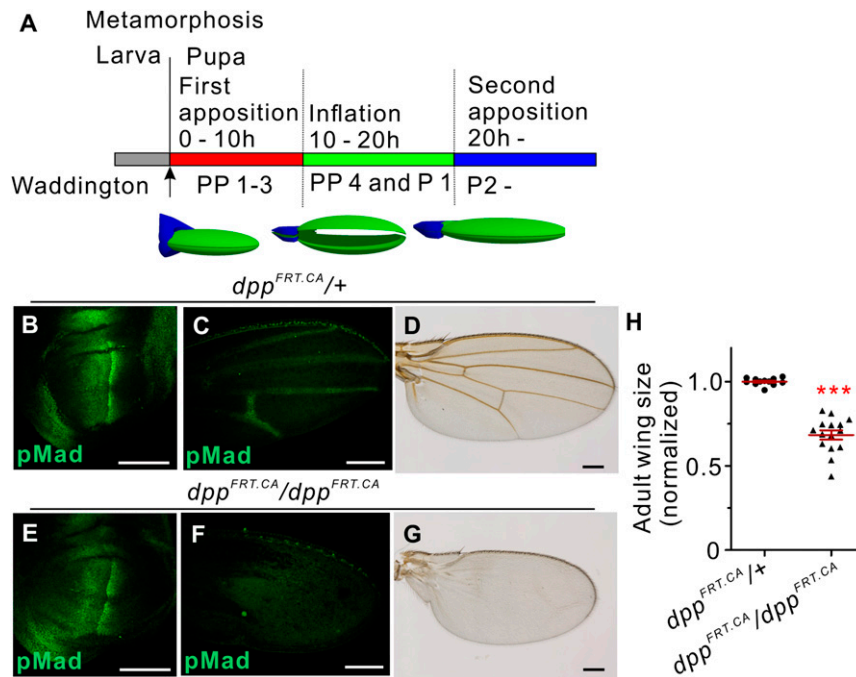 A
Metamorphosis
Larva
Pupa
First
apposition
0 - 10h
Inflation
10 - 20h
Second
apposition
20h -
Waddington
PP 1-3
PP 4 and P 1
P2 -
dpp^FRT.CA/+
B
pMad
C
D
dpp^FRT.CA/dpp^FRT.CA
E
pMad
F
pMad
G
H
Adult wing size
(normalized)
1.0
0.5
0
***
dpp^FRT.CA/+
dpp^FRT.CA/dpp^FRT.CA